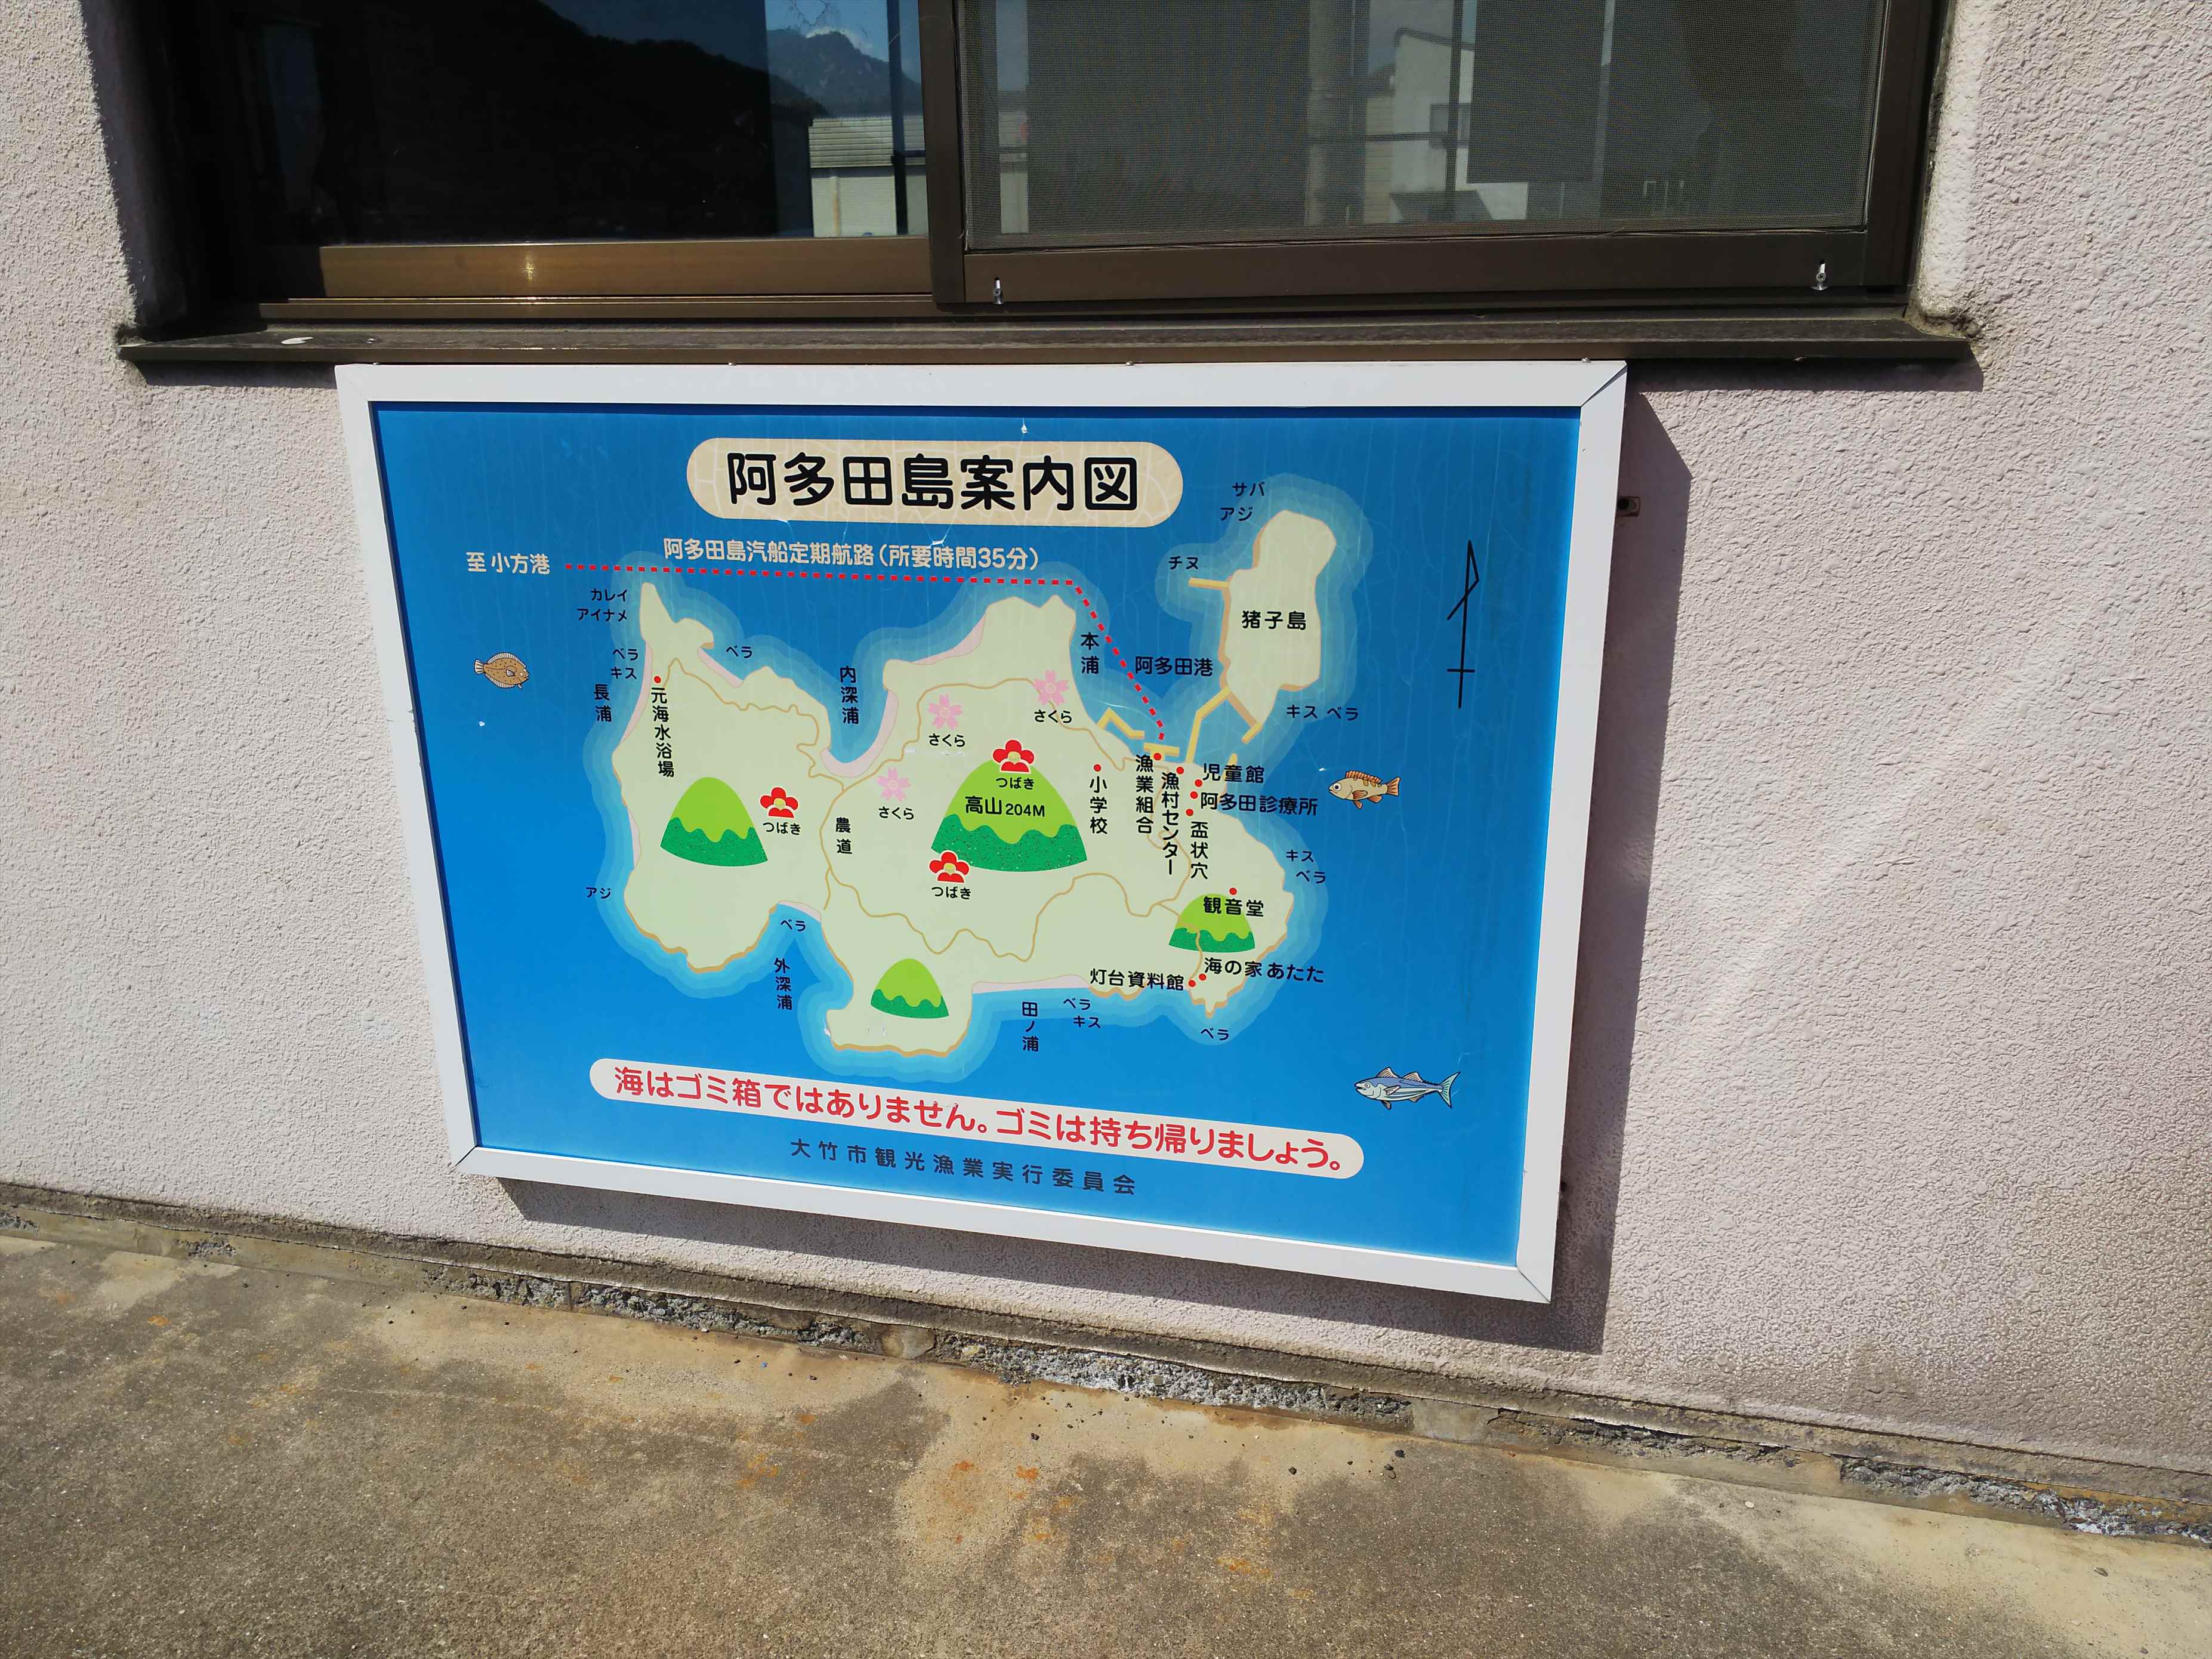 阿多田島案内図
サバ
アジ
至 小方港
阿多田島汽船定期航路（所要時間35分）
チヌ
カレイ
アイナメ
猪子島
ベラ
キス
ベラ
本浦
阿多田港
長浦
元海水浴場
内深浦
さくら
さくら
キス ベラ
つばき
高山204M
さくら
つばき
農道
小学校
漁業組合
漁村センター
児童館
阿多田診療所
盃状穴
キス
ベラ
つばき
アジ
ベラ
観音堂
外深浦
灯台資料館
海の家 あたた
田ノ浦
ベラ
キス
ベラ
海はゴミ箱ではありません。ゴミは持ち帰りましょう。
大竹市観光漁業実行委員会